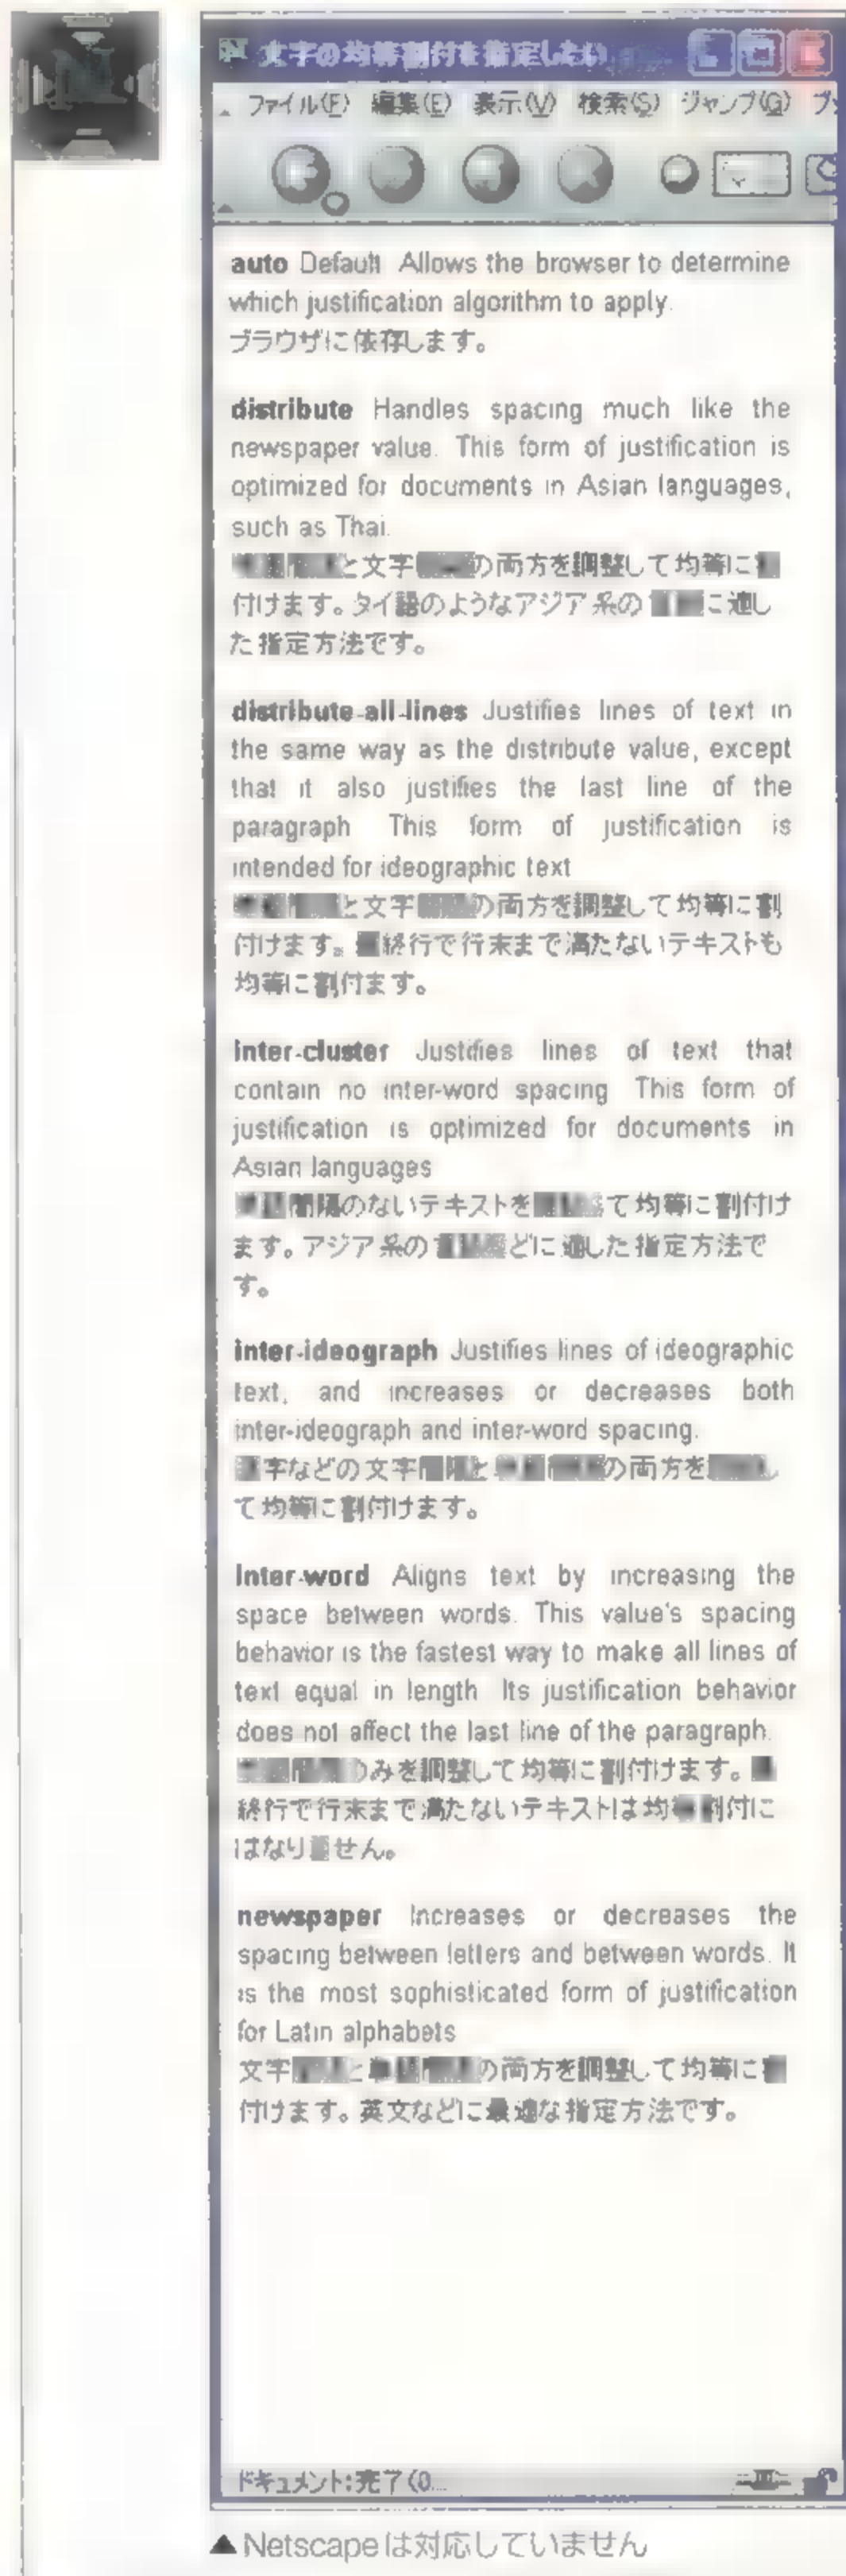 文字の均等割付を指定したい
ファイル(F) 編集(E) 表示(V) 検索(S) ジャンプ(G) ブ
auto Default Allows the browser to determine
which justification algorithm to apply.
ブラウザに依存します。
distribute Handles spacing much like the
newspaper value. This form of justification is
optimized for documents in Asian languages,
such as Thai.
と文字 の両方を調整して均等に
付けます。タイ語のようなアジア系の に適し
た指定方法です。
distribute-all-lines Justifies lines of text in
the same way as the distribute value, except
that it also justifies the last line of the
paragraph This form of justification is
intended for ideographic text
と文字 の両方を調整して均等に割
付けます。最終行で行末まで満たないテキストも
均等に割付ます。
inter-cluster Justifies lines of text that
contain no inter-word spacing This form of
justification is optimized for documents in
Asian languages
間隔のないテキストを て均等に割付け
ます。アジア系の どに適した指定方法で
す。
inter-ideograph Justifies lines of ideographic
text, and increases or decreases both
inter-ideograph and inter-word spacing.
漢字などの文字間隔と の両方を
て均等に割付けます。
Inter-word Aligns text by increasing the
space between words. This value's spacing
behavior is the fastest way to make all lines of
text equal in length Its justification behavior
does not affect the last line of the paragraph.
のみを調整して均等に割付けます。最
終行で行末まで満たないテキストは均等割付に
はなりません。
newspaper Increases or decreases the
spacing between letters and between words. It
is the most sophisticated form of justification
for Latin alphabets
文字 と の両方を調整して均等に
付けます。英文などに最適な指定方法です。
ドキュメント:完了(0...
▲Netscapeは対応していません